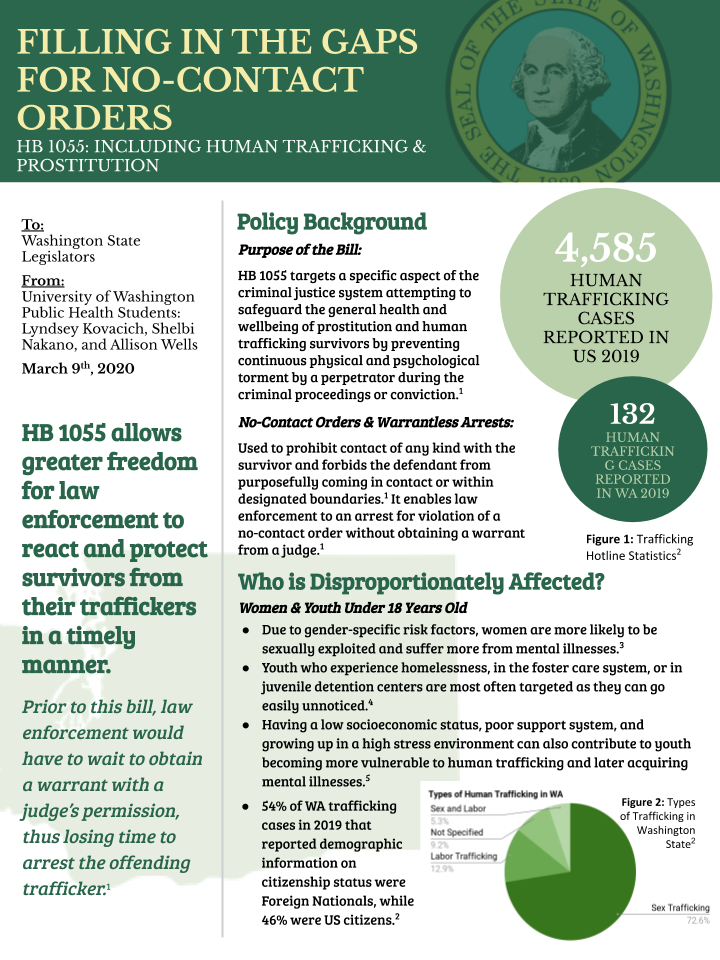 FILLING IN THE GAPS
FOR NO-CONTACT
ORDERS
HB 1055: INCLUDING HUMAN TRAFFICKING &
PROSTITUTION
THE SEAL OF THE STATE OF WASHINGTON
1889
To:
Washington State
Legislators
From:
University of Washington
Public Health Students:
Lyndsey Kovacich, Shelbi
Nakano, and Allison Wells
March 9th, 2020
HB 1055 allows
greater freedom
for law
enforcement to
react and protect
survivors from
their traffickers
in a timely
manner.
Prior to this bill, law
enforcement would
have to wait to obtain
a warrant with a
judge's permission,
thus losing time to
arrest the offending
trafficker.1
Policy Background
Purpose of the Bill:
HB 1055 targets a specific aspect of the
criminal justice system attempting to
safeguard the general health and
wellbeing of prostitution and human
trafficking survivors by preventing
continuous physical and psychological
torment by a perpetrator during the
criminal proceedings or conviction.1
No-Contact Orders & Warrantless Arrests:
Used to prohibit contact of any kind with the
survivor and forbids the defendant from
purposefully coming in contact or within
designated boundaries.1 It enables law
enforcement to an arrest for violation of a
no-contact order without obtaining a warrant
from a judge.1
4,585
HUMAN
TRAFFICKING
CASES
REPORTED IN
US 2019
132
HUMAN
TRAFFICKIN
G CASES
REPORTED
IN WA 2019
Figure 1: Trafficking
Hotline Statistics2
Who is Disproportionately Affected?
Women & Youth Under 18 Years Old
● Due to gender-specific risk factors, women are more likely to be
sexually exploited and suffer more from mental illnesses.3
● Youth who experience homelessness, in the foster care system, or in
juvenile detention centers are most often targeted as they can go
easily unnoticed.4
● Having a low socioeconomic status, poor support system, and
growing up in a high stress environment can also contribute to youth
becoming more vulnerable to human trafficking and later acquiring
mental illnesses.5
● 54% of WA trafficking
cases in 2019 that
reported demographic
information on
citizenship status were
Foreign Nationals, while
46% were US citizens.2
Types of Human Trafficking in WA
Sex and Labor
5.3%
Not Specified
9.2%
Labor Trafficking
12.9%
Sex Trafficking
72.6%
Figure 2: Types
of Trafficking in
Washington
State2